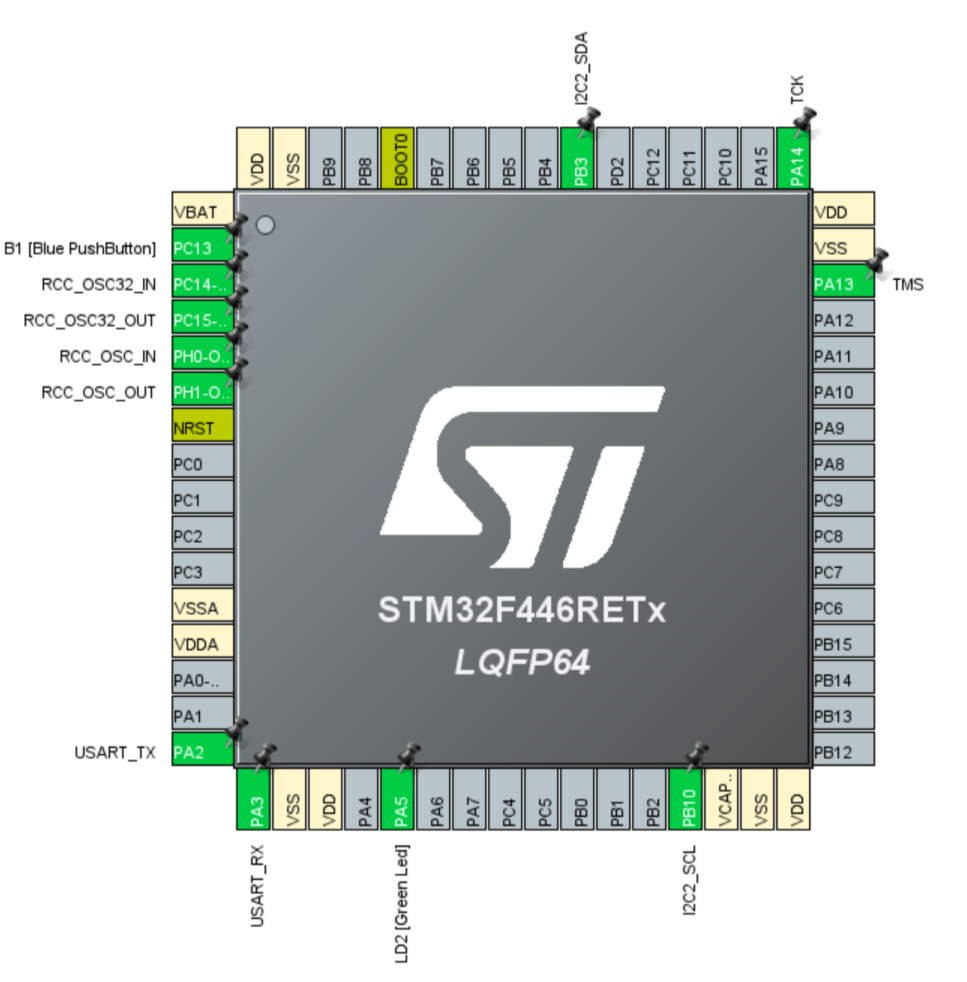 I2C2_SDA
TCK
VDD
VSS
PB9
PB8
BOOT0
PB7
PB6
PB5
PB4
PB3
PD2
PC12
PC11
PC10
PA15
PA14
VBAT
B1 [Blue PushButton] PC13
RCC_OSC32_IN PC14-..
RCC_OSC32_OUT PC15-..
RCC_OSC_IN PH0-O..
RCC_OSC_OUT PH1-O..
NRST
PC0
PC1
PC2
PC3
VSSA
VDDA
PA0-..
PA1
USART_TX PA2
VDD
VSS
PA13 TMS
PA12
PA11
PA10
PA9
PA8
PC9
PC8
PC7
PC6
PB15
PB14
PB13
PB12
ST
STM32F446RETx
LQFP64
PA3
VSS
VDD
PA4
PA5
PA6
PA7
PC4
PC5
PB0
PB1
PB2
PB10
VCAP..
VSS
VDD
USART_RX
LD2 [Green Led]
I2C2_SCL